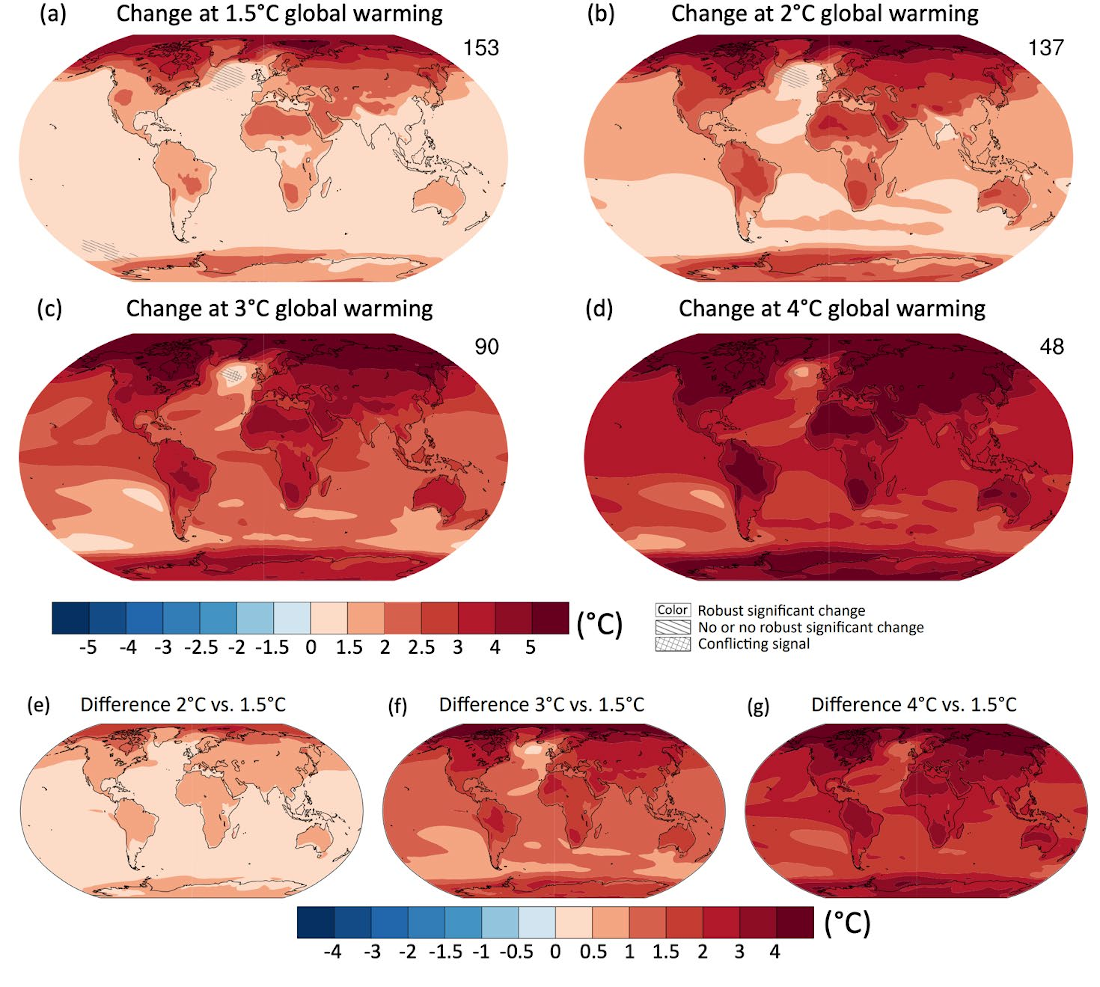 (a) Change at 1.5°C global warming
153
(b) Change at 2°C global warming
137
(c) Change at 3°C global warming
90
(d) Change at 4°C global warming
48
-5 -4 -3 -2.5 -2 -1.5 0 1.5 2 2.5 3 4 5 (°C)
Color Robust significant change
No or no robust significant change
Conflicting signal
(e) Difference 2°C vs. 1.5°C
(f) Difference 3°C vs. 1.5°C
(g) Difference 4°C vs. 1.5°C
-4 -3 -2 -1.5 -1 -0.5 0 0.5 1 1.5 2 3 4 (°C)